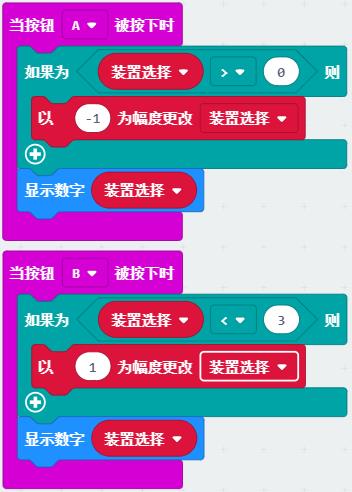 当按钮 A 被按下时
如果为 装置选择 > 0 则
以 -1 为幅度更改 装置选择
显示数字 装置选择
当按钮 B 被按下时
如果为 装置选择 < 3 则
以 1 为幅度更改 装置选择
显示数字 装置选择